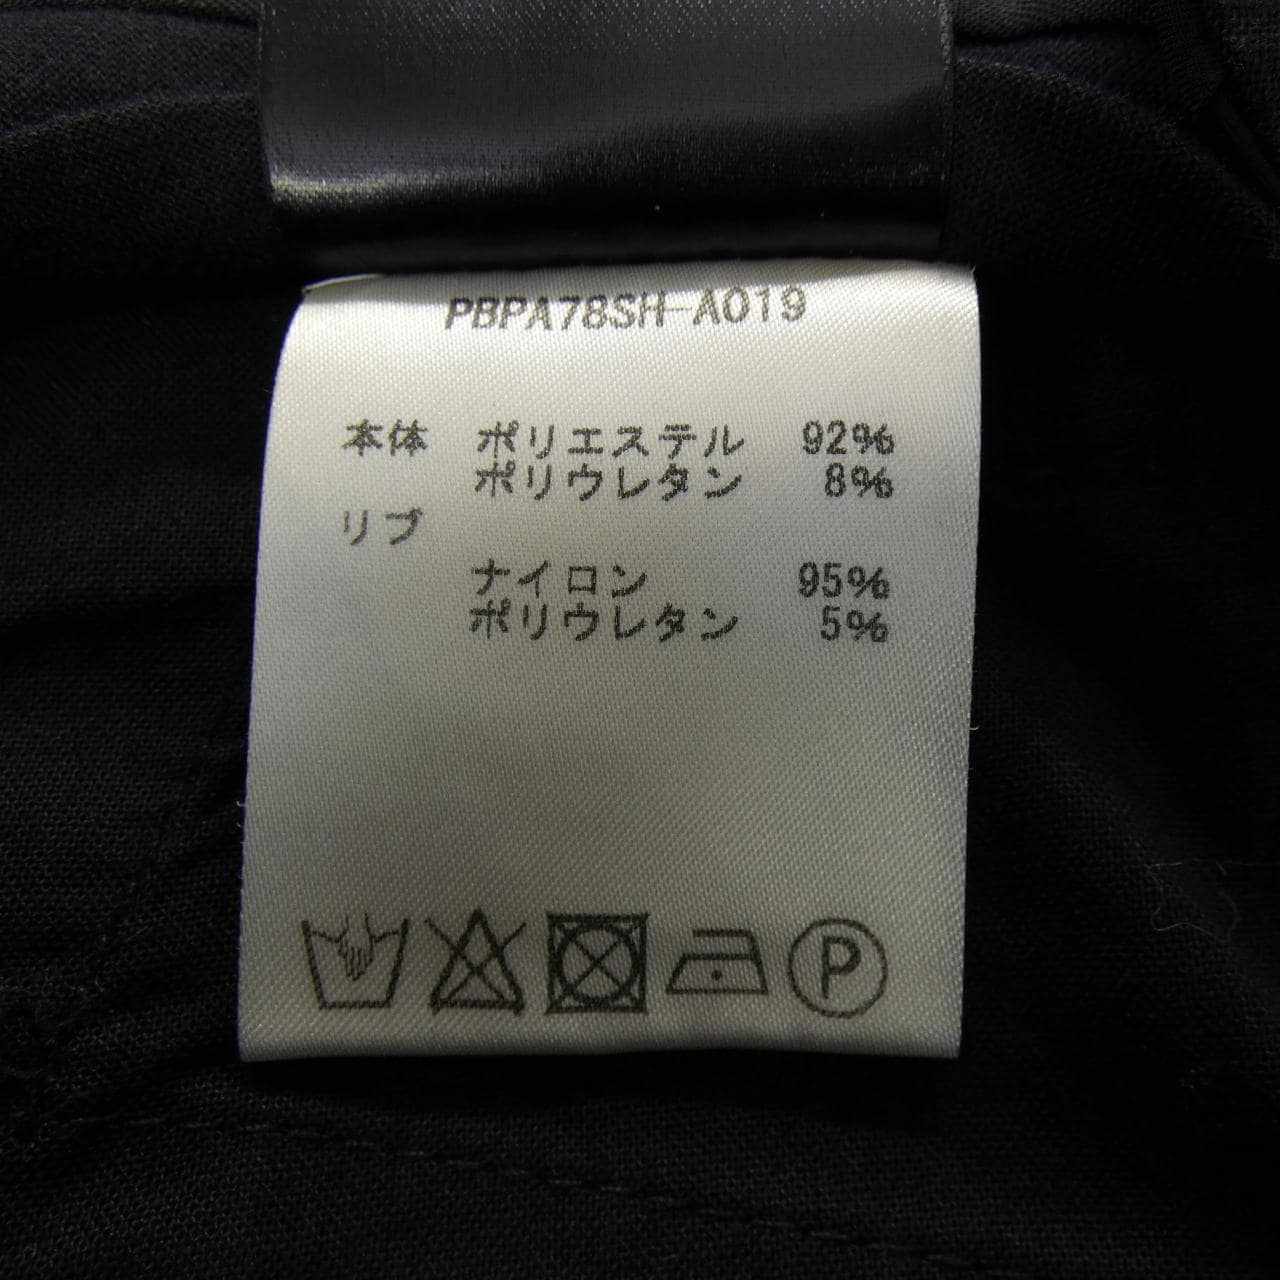 PBPA78SH-A019
本体 ポリエステル 92%
ポリウレタン 8%
リブ
ナイロン 95%
ポリウレタン 5%
P